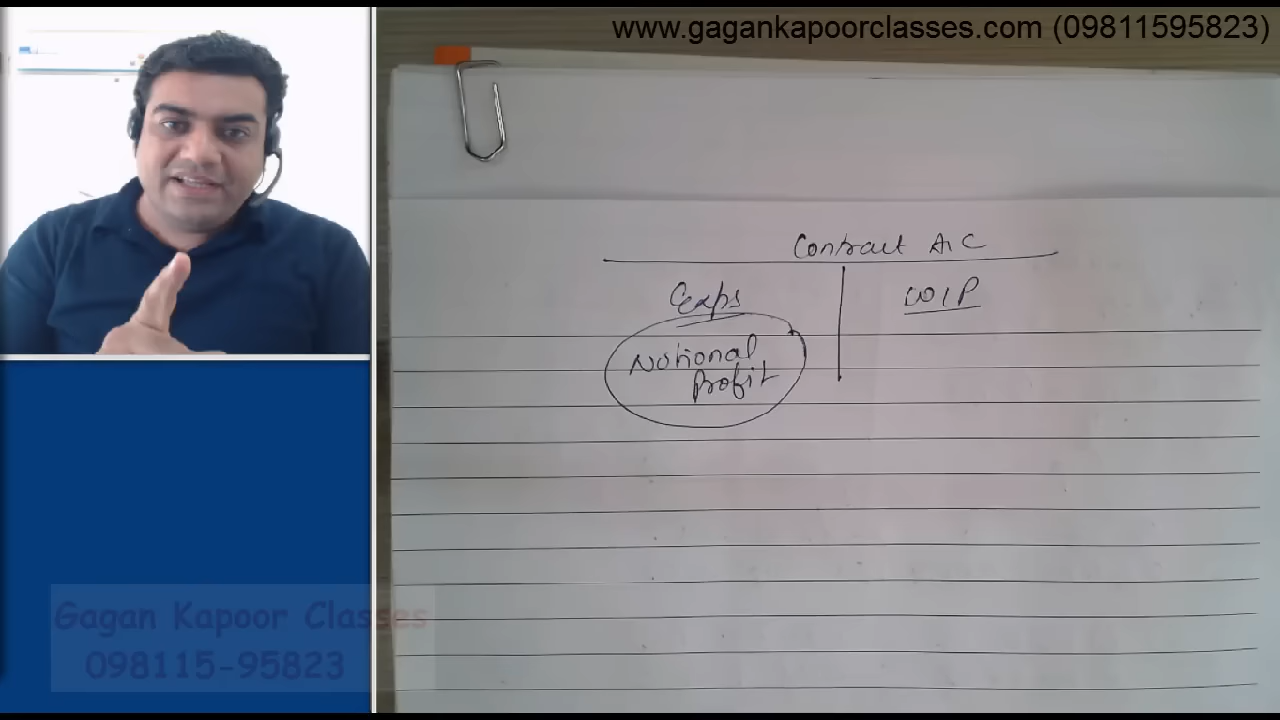 www.gagankapoorclasses.com (09811595823)
Contract A/C
Exps
WIP
Notional
Profit
Gagan Kapoor Classes
098115-95823